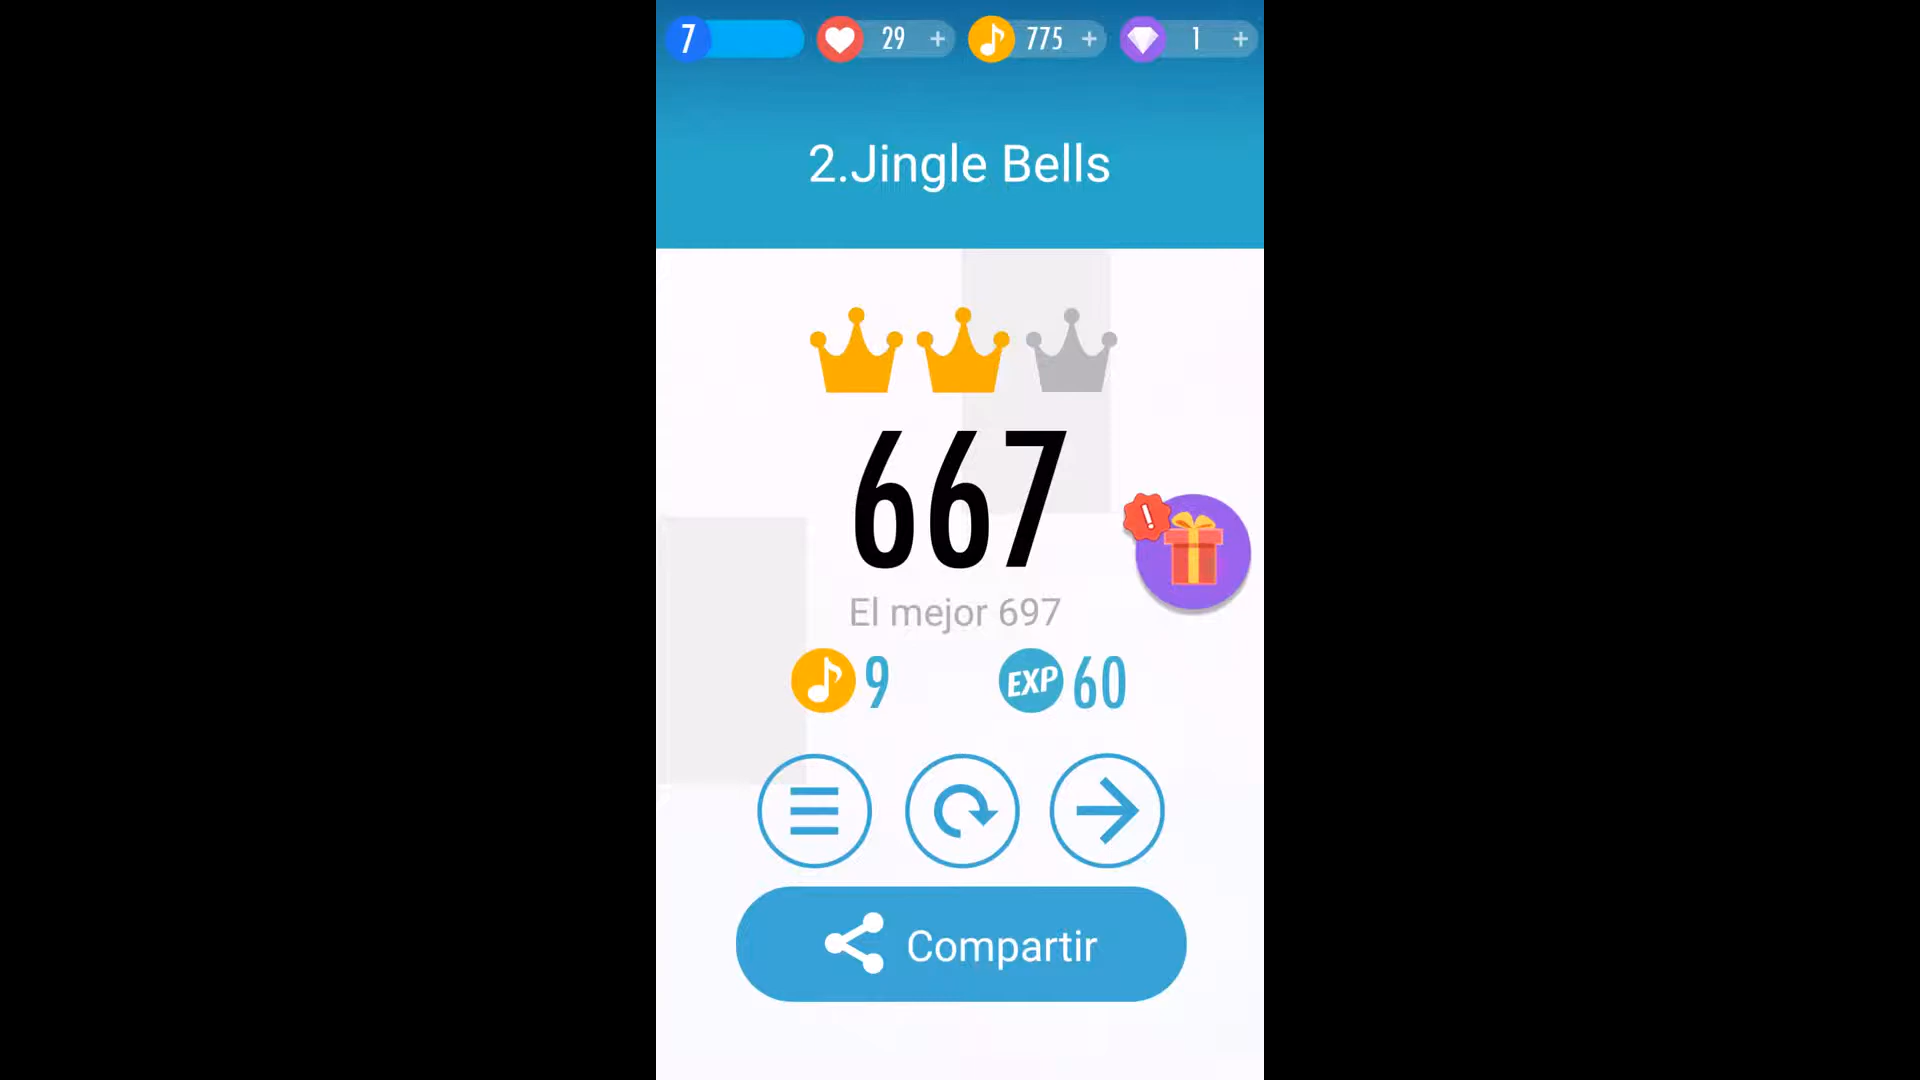 7 29 + 775 + 1 +
2.Jingle Bells
667
!
El mejor 697
9 EXP 60
Compartir